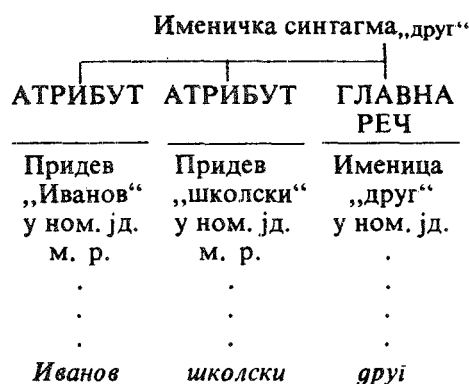 Именичка синтагма „друг“
АТРИБУТ АТРИБУТ ГЛАВНА
РЕЧ
Придев Придев Именица
„Иванов“ „школски“ „друг“
у ном. јд. у ном. јд. у ном. јд.
м. р. м. р. .
. . .
. . .
. . .
Иванов школски друг